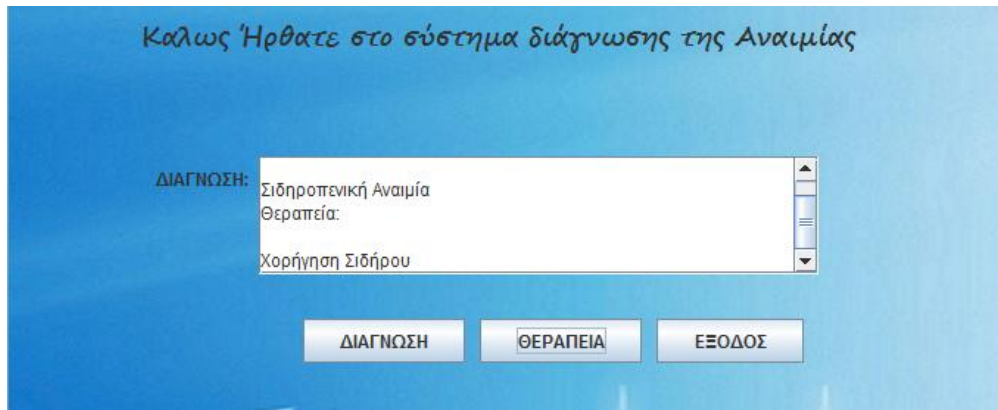 Καλως Ήρθατε στο σύστημα διάγνωσης της Αναιμίας
ΔΙΑΓΝΩΣΗ:
Σιδηροπενική Αναιμία
Θεραπεία:
Χορήγηση Σιδήρου
ΔΙΑΓΝΩΣΗ ΘΕΡΑΠΕΙΑ ΕΞΟΔΟΣ